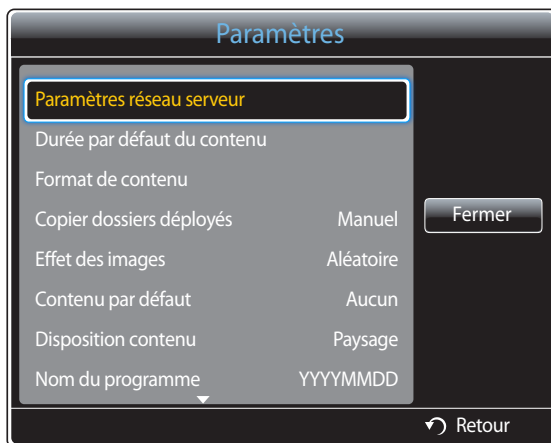 Paramètres
Paramètres réseau serveur
Durée par défaut du contenu
Format de contenu
Copier dossiers déployés Manuel
Effet des images Aléatoire
Contenu par défaut Aucun
Disposition contenu Paysage
Nom du programme YYYYMMDD
Fermer
Retour